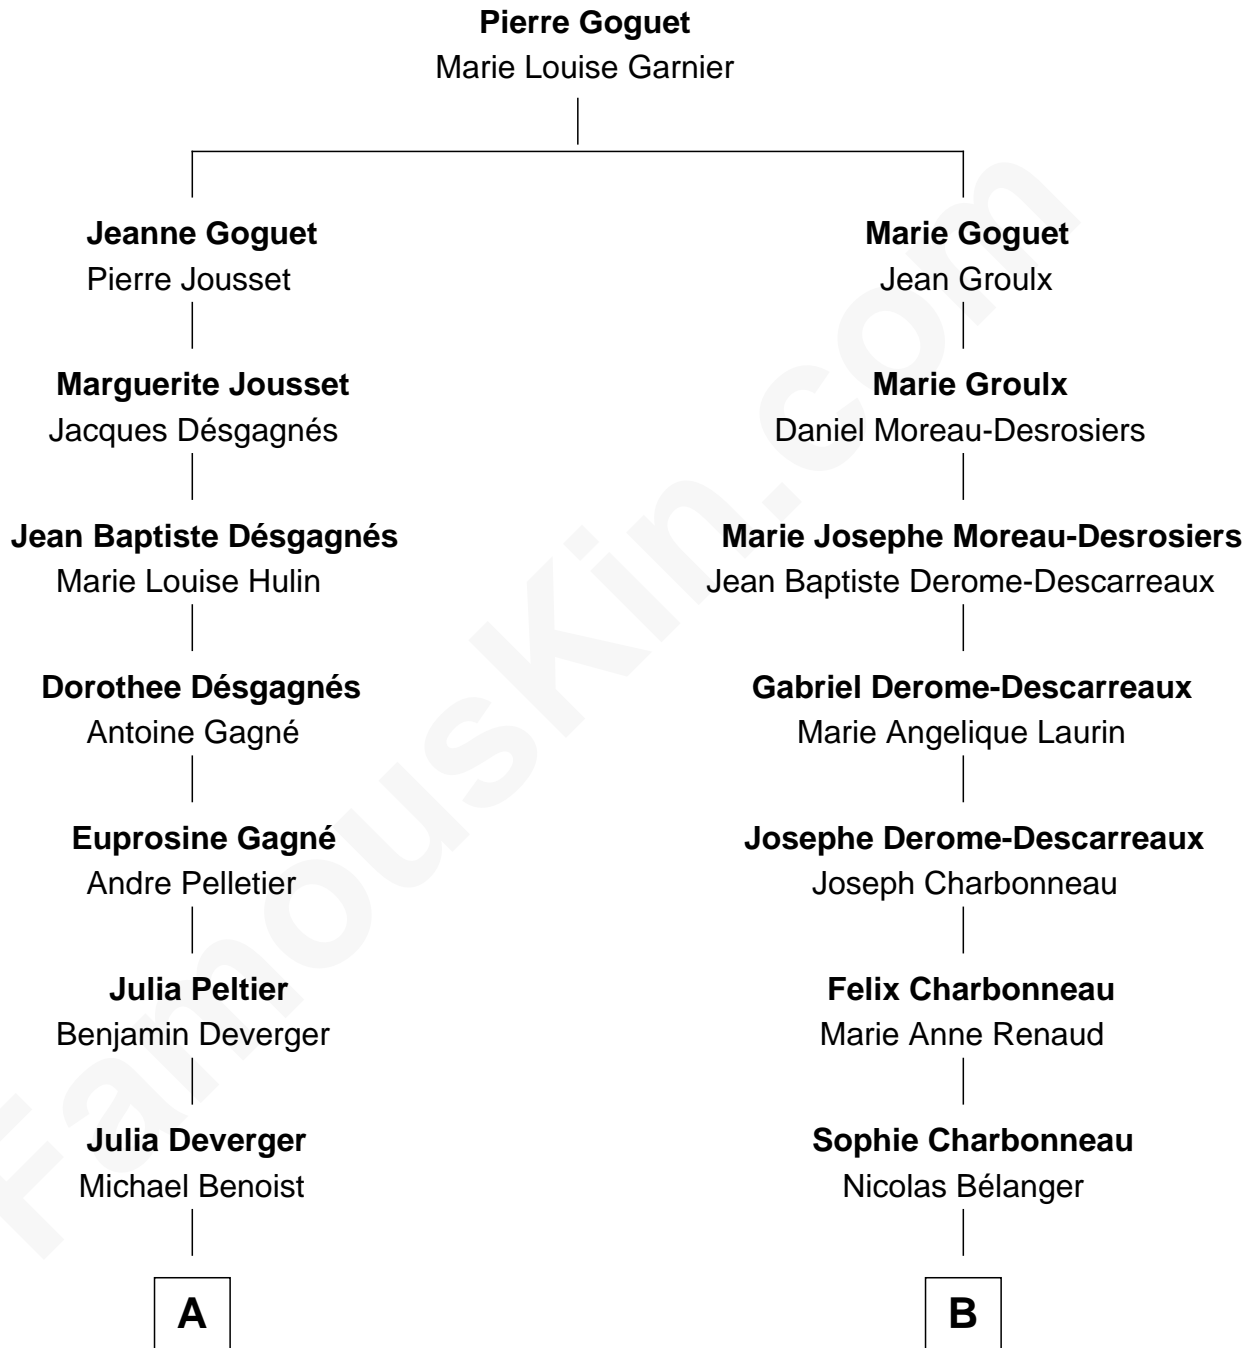 Pierre Goguet
Marie Louise Garnier
Jeanne Goguet
Pierre Jousset
Marie Goguet
Jean Groulx
Marguerite Jousset
Jacques Désgagnés
Marie Groulx
Daniel Moreau-Desrosiers
Jean Baptiste Désgagnés
Marie Louise Hulin
Marie Josephe Moreau-Desrosiers
Jean Baptiste Derome-Descarreaux
Dorothee Désgagnés
Antoine Gagné
Gabriel Derome-Descarreaux
Marie Angelique Laurin
Euprosine Gagné
Andre Pelletier
Josephe Derome-Descarreaux
Joseph Charbonneau
Julia Peltier
Benjamin Deverger
Felix Charbonneau
Marie Anne Renaud
Julia Deverger
Michael Benoist
Sophie Charbonneau
Nicolas Bélanger
A
B
FamousKin.com